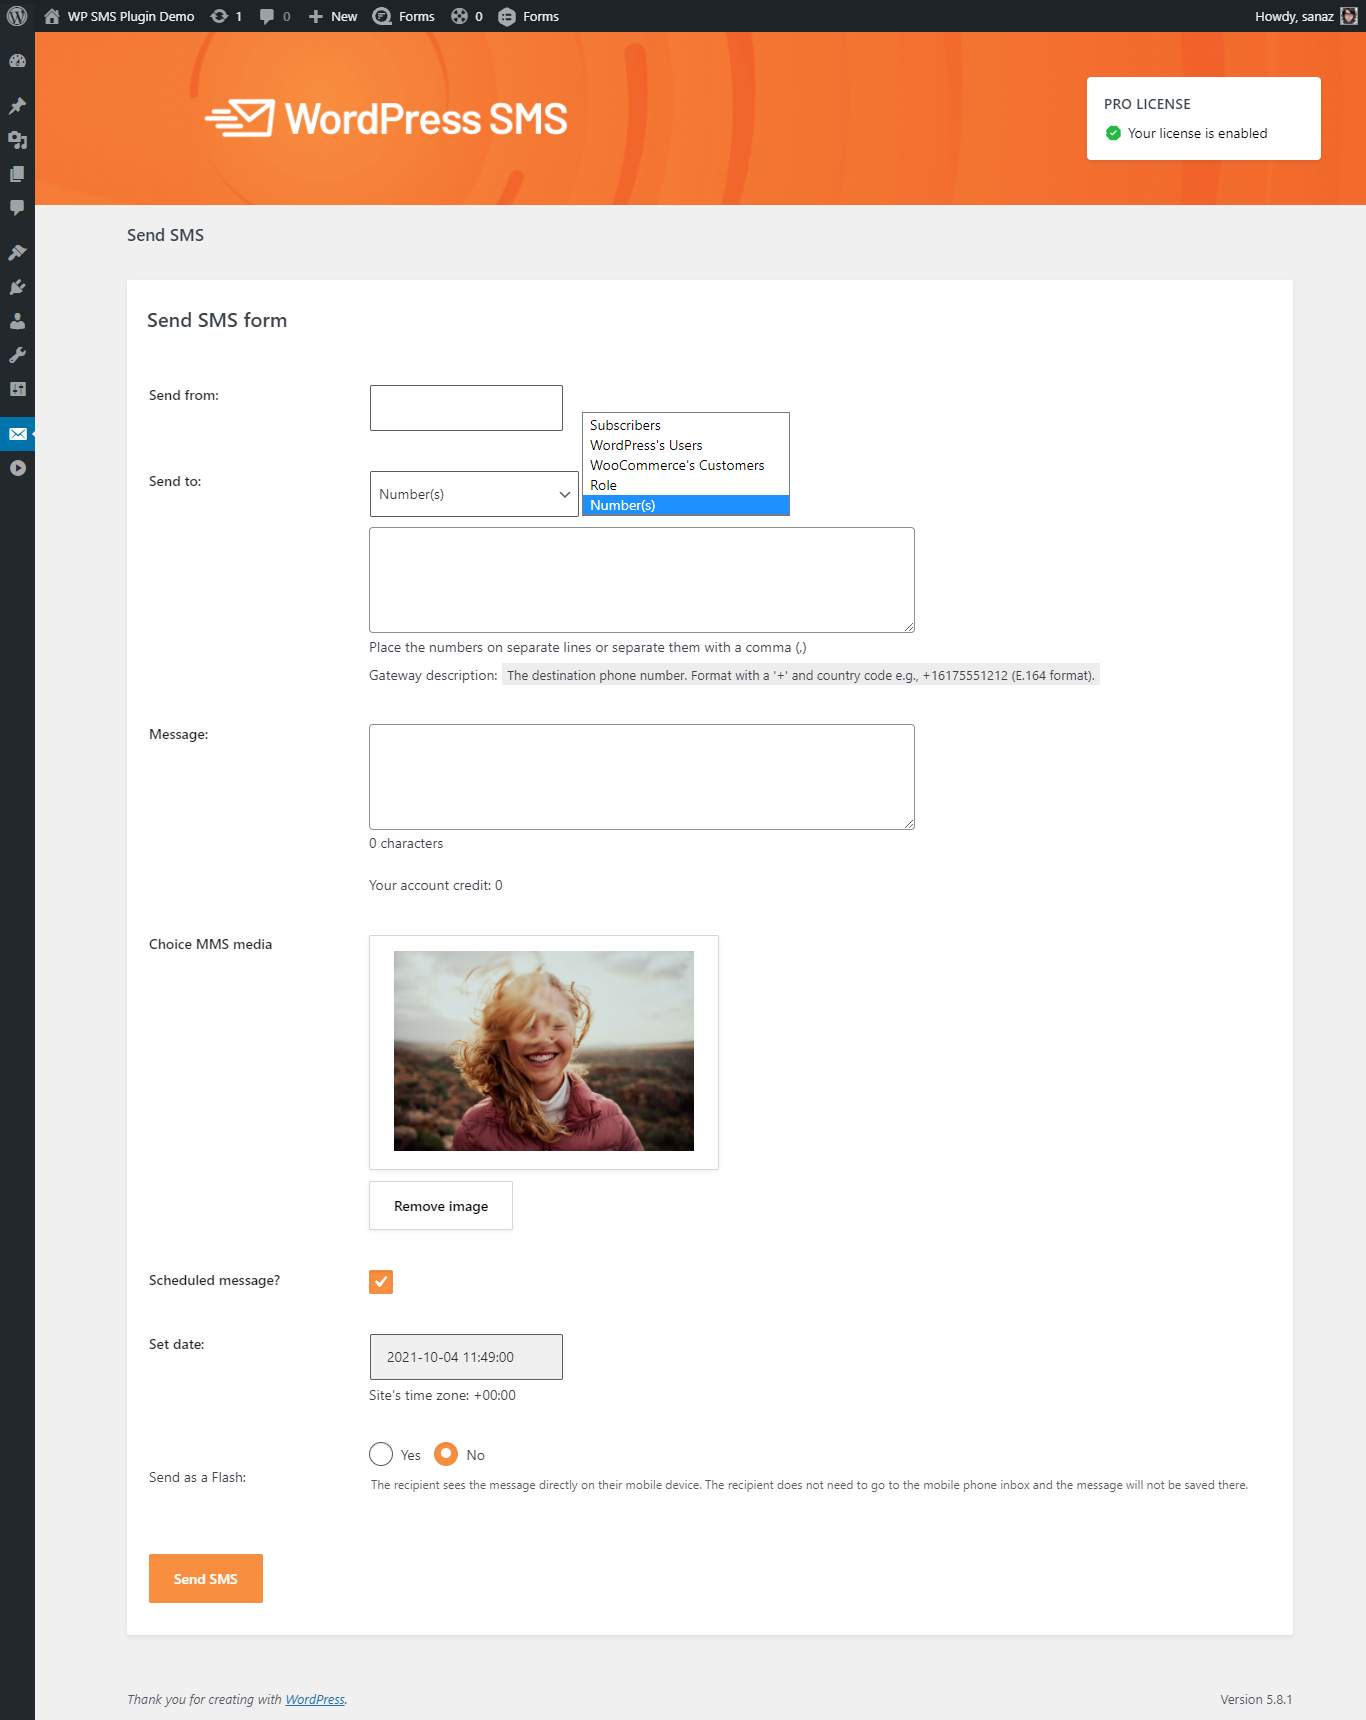 WP SMS Plugin Demo 1 0 New Forms 0 Forms Howdy, sanaz
WordPress SMS
PRO LICENSE
Your license is enabled
Send SMS
Send SMS form
Send from:
Subscribers
WordPress's Users
WooCommerce's Customers
Role
Number(s)
Send to:
Number(s)
Place the numbers on separate lines or separate them with a comma (,)
Gateway description: The destination phone number. Format with a '+' and country code e.g., +16175551212 (E.164 format).
Message:
0 characters
Your account credit: 0
Choice MMS media
Remove image
Scheduled message?
Set date:
2021-10-04 11:49:00
Site's time zone: +00:00
Yes No
Send as a Flash:
The recipient sees the message directly on their mobile device. The recipient does not need to go to the mobile phone inbox and the message will not be saved there.
Send SMS
Thank you for creating with WordPress. Version 5.8.1